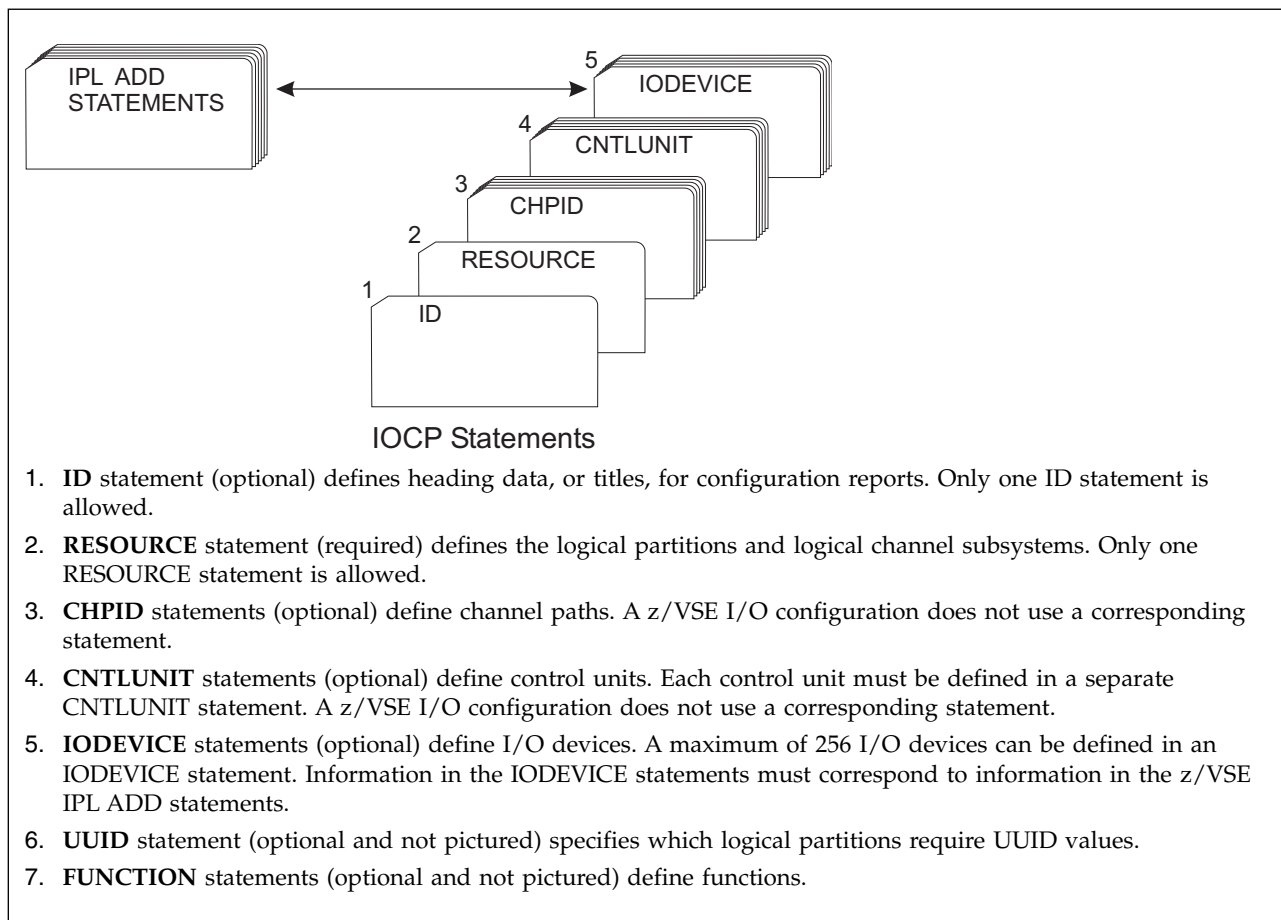 IPL ADD
STATEMENTS
5
IODEVICE
4
CNTLUNIT
3
CHPID
2
RESOURCE
1
ID
IOCP Statements
1. ID statement (optional) defines heading data, or titles, for configuration reports. Only one ID statement is
allowed.
2. RESOURCE statement (required) defines the logical partitions and logical channel subsystems. Only one
RESOURCE statement is allowed.
3. CHPID statements (optional) define channel paths. A z/VSE I/O configuration does not use a corresponding
statement.
4. CNTLUNIT statements (optional) define control units. Each control unit must be defined in a separate
CNTLUNIT statement. A z/VSE I/O configuration does not use a corresponding statement.
5. IODEVICE statements (optional) define I/O devices. A maximum of 256 I/O devices can be defined in an
IODEVICE statement. Information in the IODEVICE statements must correspond to information in the z/VSE
IPL ADD statements.
6. UUID statement (optional and not pictured) specifies which logical partitions require UUID values.
7. FUNCTION statements (optional and not pictured) define functions.